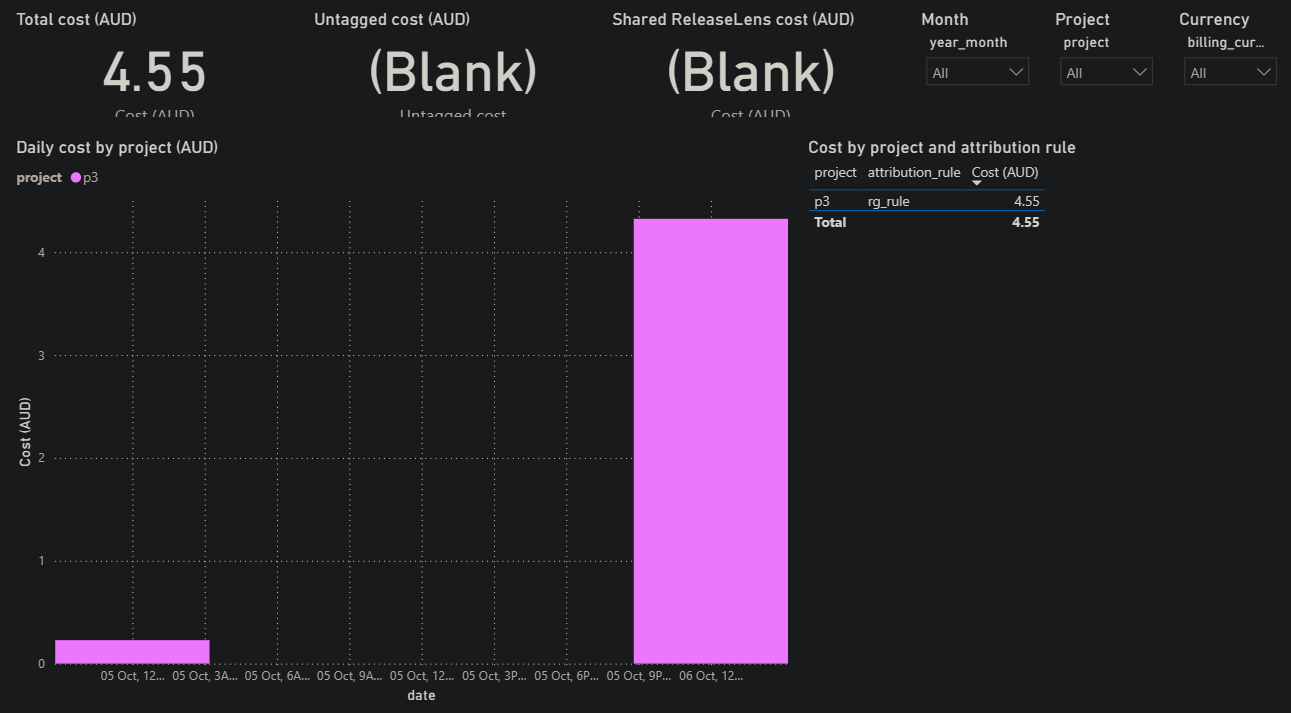 Total cost (AUD)
Untagged cost (AUD)
Shared ReleaseLens cost (AUD)
Month
Project
Currency
year_month
project
billing_cur...
4.55
(Blank)
(Blank)
All
All
All
Cost (AUD)
Untagged cost
Cost (AUD)
Daily cost by project (AUD)
project
p3
Cost (AUD)
4
3
2
1
0
05 Oct, 12...
05 Oct, 3A...
05 Oct, 6A...
05 Oct, 9A...
05 Oct, 12...
05 Oct, 3P...
05 Oct, 6P...
05 Oct, 9P...
06 Oct, 12...
date
Cost by project and attribution rule
project attribution_rule Cost (AUD)
p3 rg_rule 4.55
Total 4.55